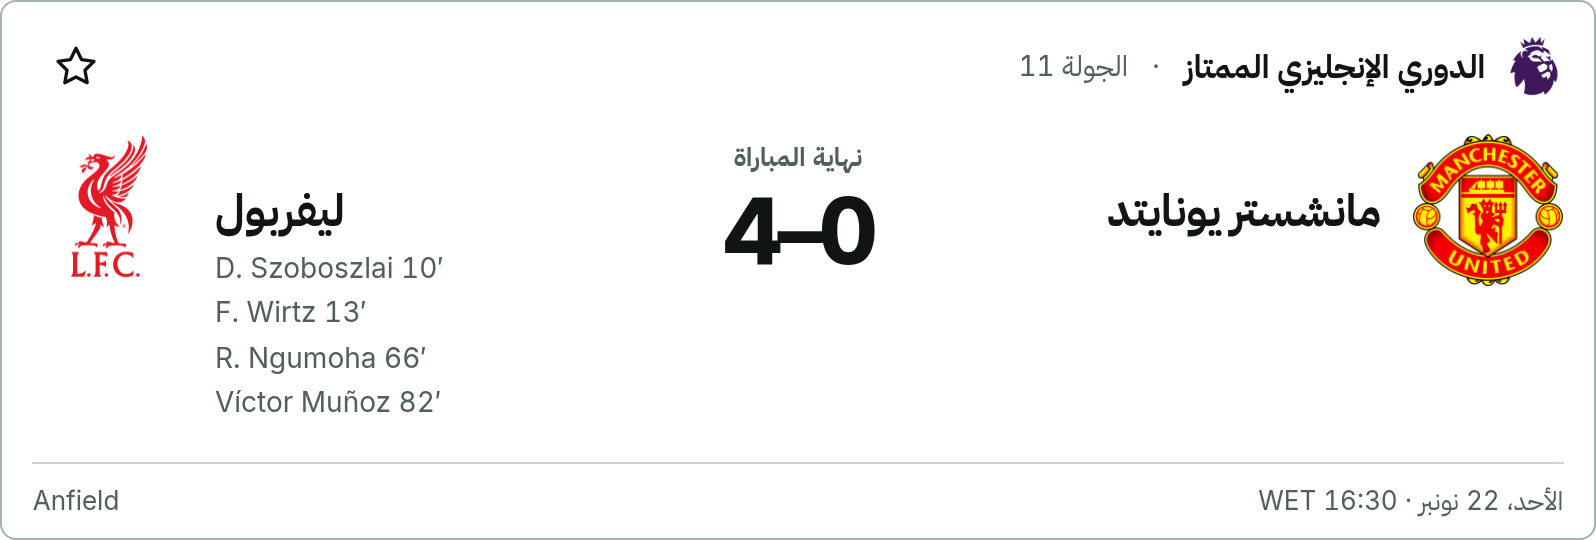 الدوري الإنجليزي الممتاز · الجولة 11
MANCHESTER UNITED
مانشستر يونايتد
نهاية المباراة
4–0
L.F.C.
ليفربول
D. Szoboszlai 10′
F. Wirtz 13′
R. Ngumoha 66′
Víctor Muñoz 82′
الأحد، 22 نونبر · 16:30 WET
Anfield